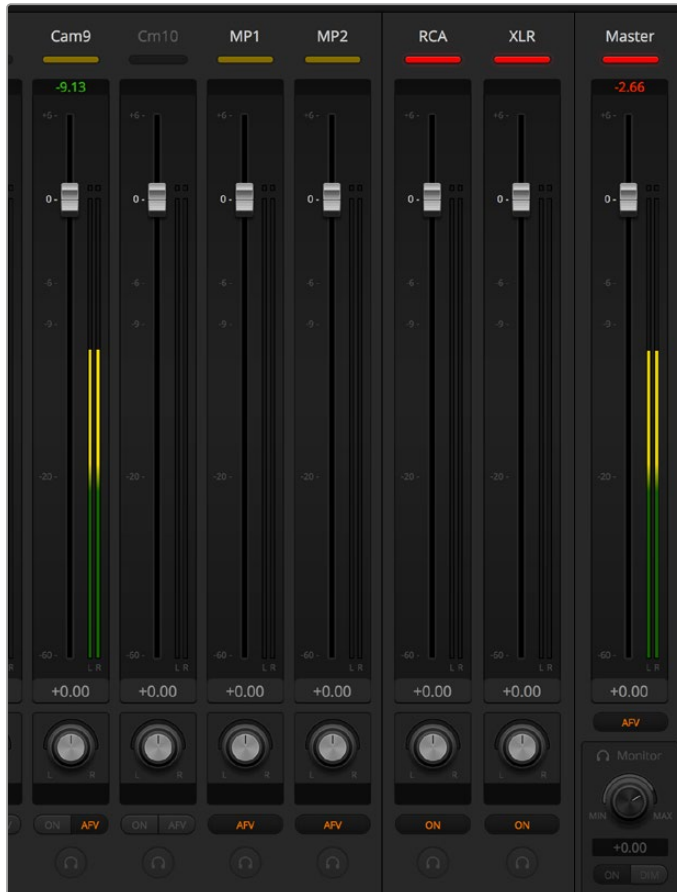 Cam9 Cm10 MP1 MP2 RCA XLR Master
-9.13 -2.66
+6 +6 +6 +6 +6 +6 +6
0 0 0 0 0 0 0
-6 -6 -6 -6 -6 -6 -6
-9 -9 -9 -9 -9 -9 -9
-20 -20 -20 -20 -20 -20 -20
-60 -60 -60 -60 -60 -60 -60
R L R L R L R L R L R L R L R
+0.00 +0.00 +0.00 +0.00 +0.00 +0.00 +0.00
AFV
L R L R L R L R L R L R
Monitor
MIN MAX
ON AFV ON AFV AFV AFV ON ON
+0.00
ON DIM